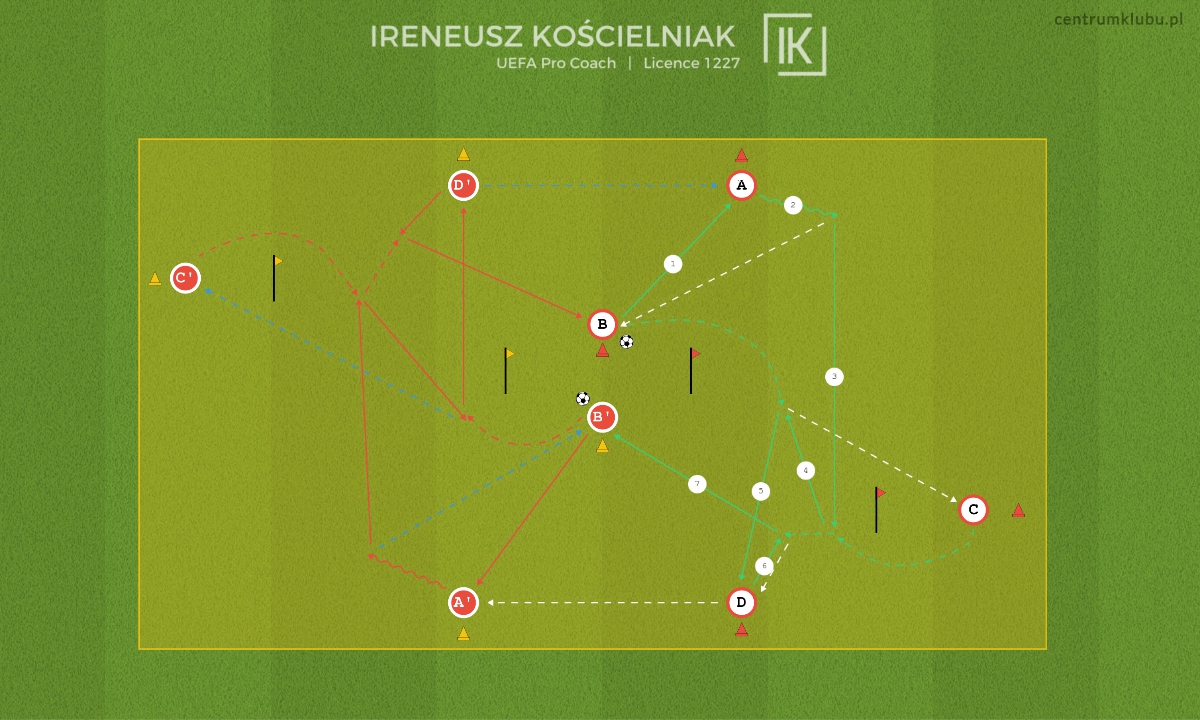 centrumklubu.pl
IRENEUSZ KOŚCIELNIAK
IK
UEFA Pro Coach | Licence 1227
D'
A
2
C'
1
B
3
B'
4
7
5
C
6
A'
D